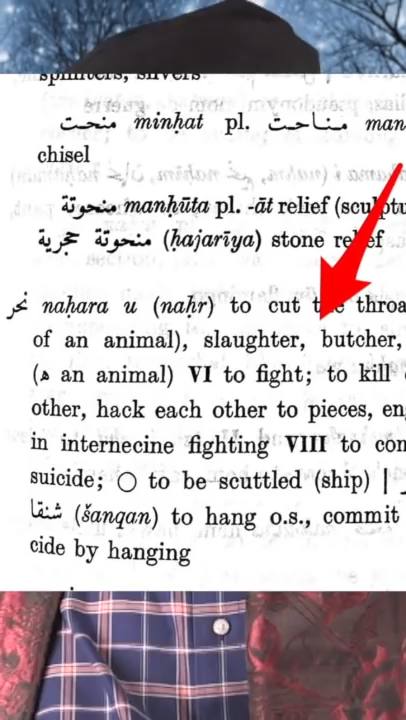 splinters, slivers
منحت minḥat pl. مناحت man
chisel
منحوتة manḥūta pl. -āt relief (sculptu
منحوتة حجرية (ḥajarīya) stone relief
نحر naḥara u (naḥr) to cut the throa
of an animal), slaughter, butcher,
(ه an animal) VI to fight; to kill
other, hack each other to pieces, en
in internecine fighting VIII to com
suicide; ○ to be scuttled (ship) |
شنقا (šanqan) to hang o.s., commit
cide by hanging